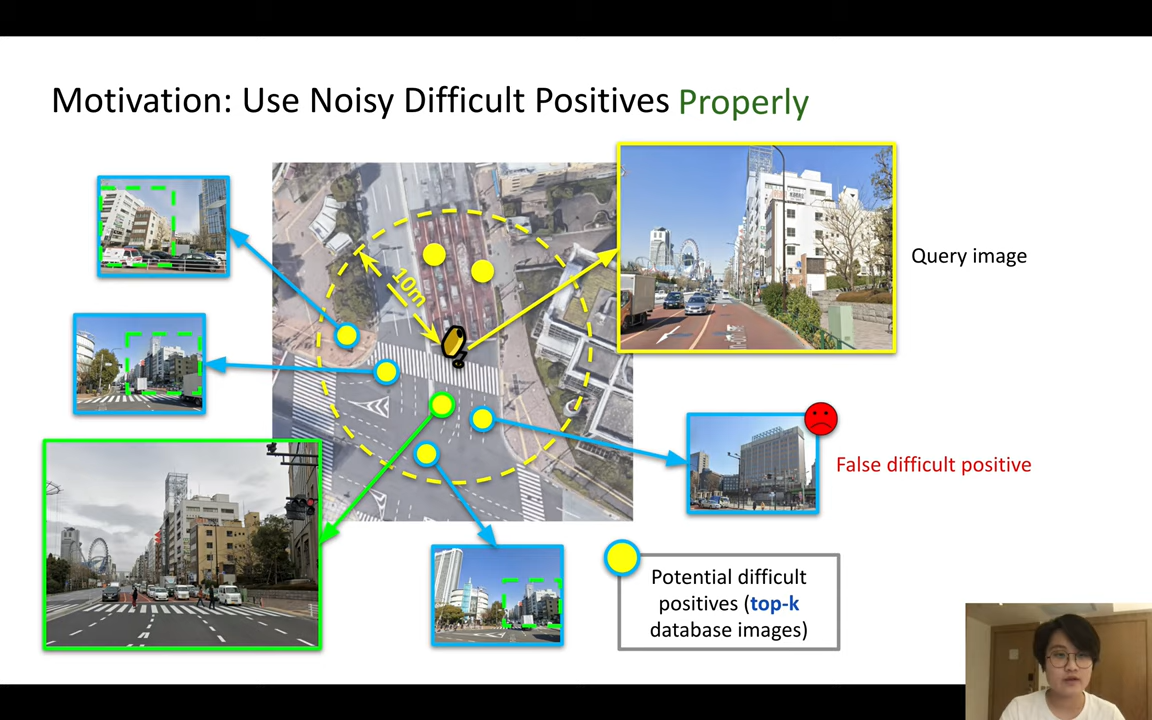 Motivation: Use Noisy Difficult Positives Properly
10m
Query image
False difficult positive
Potential difficult
positives (top-k
database images)